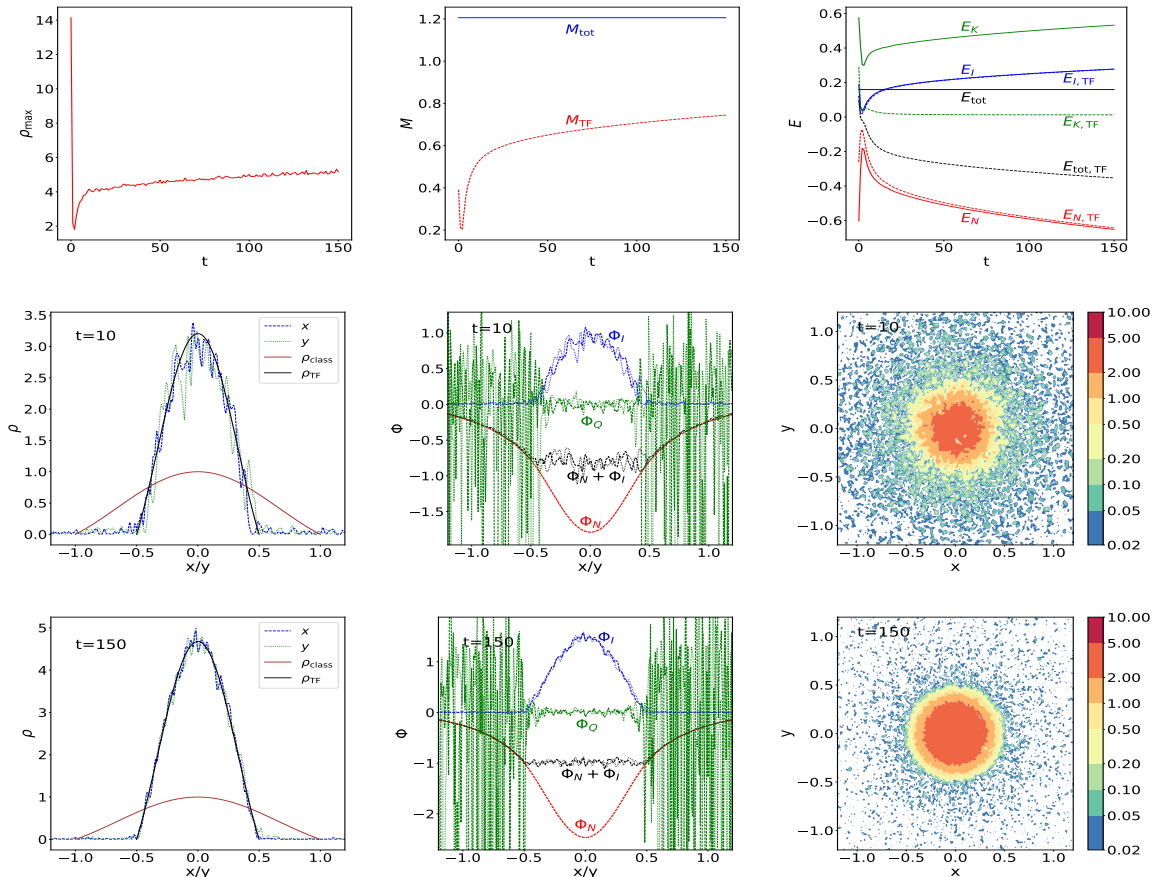 14
12
10
8
6
4
2
ρmax
0
50
100
150
t
1.2
1.0
0.8
0.6
0.4
0.2
M
Mtot
MTF
0
50
100
150
t
0.6
0.4
0.2
0.0
−0.2
−0.4
−0.6
E
EK
EI
EI, TF
Etot
EK, TF
Etot, TF
EN
EN, TF
0
50
100
150
t
3.5
3.0
2.5
2.0
1.5
1.0
0.5
0.0
ρ
t=10
x
y
ρclass
ρTF
−1.0
−0.5
0.0
0.5
1.0
x/y
1.0
0.5
0.0
−0.5
−1.0
−1.5
Φ
t=10
ΦI
ΦQ
ΦN + ΦI
ΦN
−1.0
−0.5
0.0
0.5
1.0
x/y
1.0
0.5
0.0
−0.5
−1.0
y
t=10
−1.0
−0.5
0.0
0.5
1.0
x
10.00
5.00
2.00
1.00
0.50
0.20
0.10
0.05
0.02
5
4
3
2
1
0
ρ
t=150
x
y
ρclass
ρTF
−1.0
−0.5
0.0
0.5
1.0
x/y
1
0
−1
−2
Φ
t=150
ΦI
ΦQ
ΦN + ΦI
ΦN
−1.0
−0.5
0.0
0.5
1.0
x/y
1.0
0.5
0.0
−0.5
−1.0
y
t=150
−1.0
−0.5
0.0
0.5
1.0
x
10.00
5.00
2.00
1.00
0.50
0.20
0.10
0.05
0.02